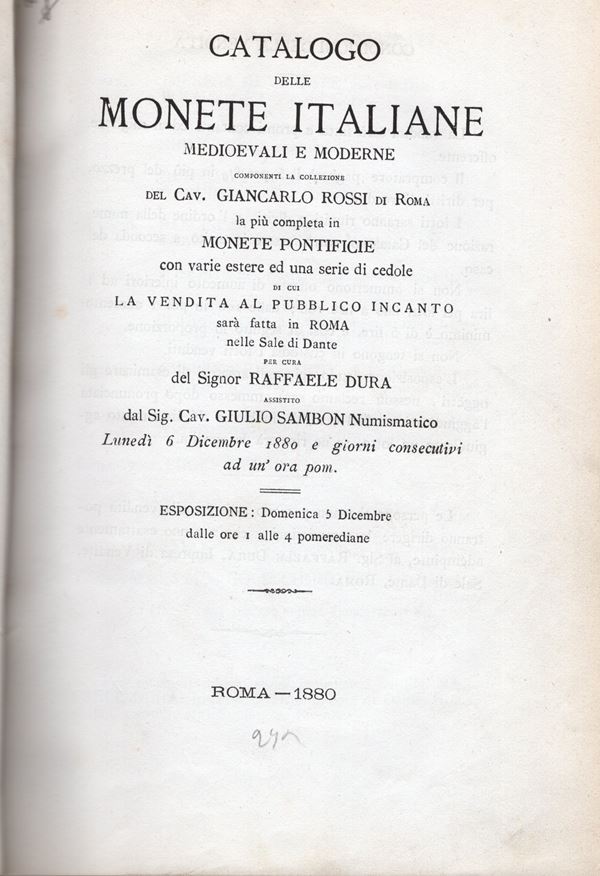 CATALOGO
DELLE
MONETE ITALIANE
MEDIOEVALI E MODERNE
COMPONENTI LA COLLEZIONE
DEL CAV. GIANCARLO ROSSI DI ROMA
la più completa in
MONETE PONTIFICIE
con varie estere ed una serie di cedole
DI CUI
LA VENDITA AL PUBBLICO INCANTO
sarà fatta in ROMA
nelle Sale di Dante
PER CURA
del Signor RAFFAELE DURA
ASSISTITO
dal Sig. Cav. GIULIO SAMBON Numismatico
Lunedì 6 Dicembre 1880 e giorni consecutivi
ad un' ora pom.
ESPOSIZIONE: Domenica 5 Dicembre
dalle ore 1 alle 4 pomerediane
ROMA — 1880